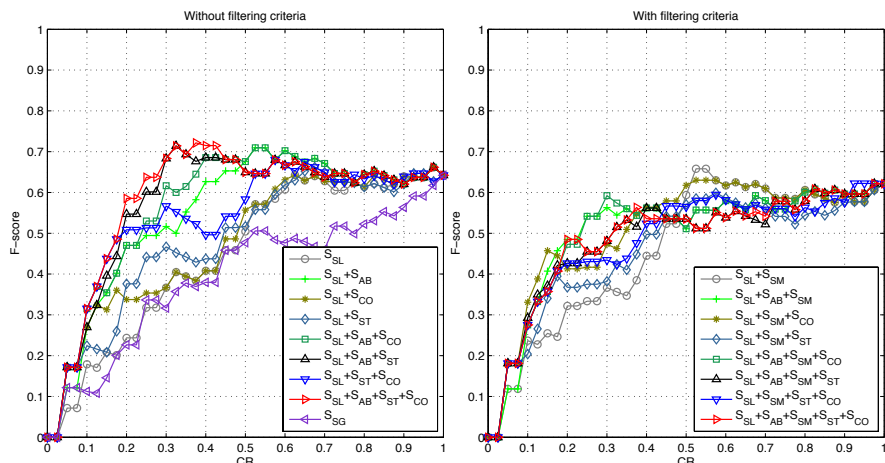 Without filtering criteria
1
0.9
0.8
0.7
0.6
0.5
0.4
0.3
0.2
0.1
0
F-score
0 0.1 0.2 0.3 0.4 0.5 0.6 0.7 0.8 0.9 1
CR
S_SL
S_SL+S_AB
S_SL+S_CO
S_SL+S_ST
S_SL+S_AB+S_CO
S_SL+S_AB+S_ST
S_SL+S_ST+S_CO
S_SL+S_AB+S_ST+S_CO
S_SG
With filtering criteria
1
0.9
0.8
0.7
0.6
0.5
0.4
0.3
0.2
0.1
0
F-score
0 0.1 0.2 0.3 0.4 0.5 0.6 0.7 0.8 0.9 1
CR
S_SL+S_SM
S_SL+S_AB+S_SM
S_SL+S_SM+S_CO
S_SL+S_SM+S_ST
S_SL+S_AB+S_SM+S_CO
S_SL+S_AB+S_SM+S_ST
S_SL+S_SM+S_ST+S_CO
S_SL+S_AB+S_SM+S_ST+S_CO